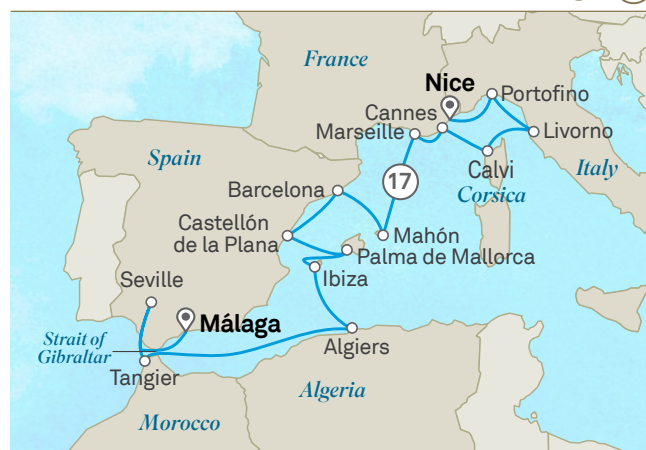 France
Nice
Portofino
Cannes
Marseille
Livorno
Spain
Calvi
Italy
17
Corsica
Barcelona
Castellón
de la Plana
Mahón
Palma de Mallorca
Ibiza
Seville
Málaga
Strait of
Gibraltar
Algiers
Tangier
Algeria
Morocco